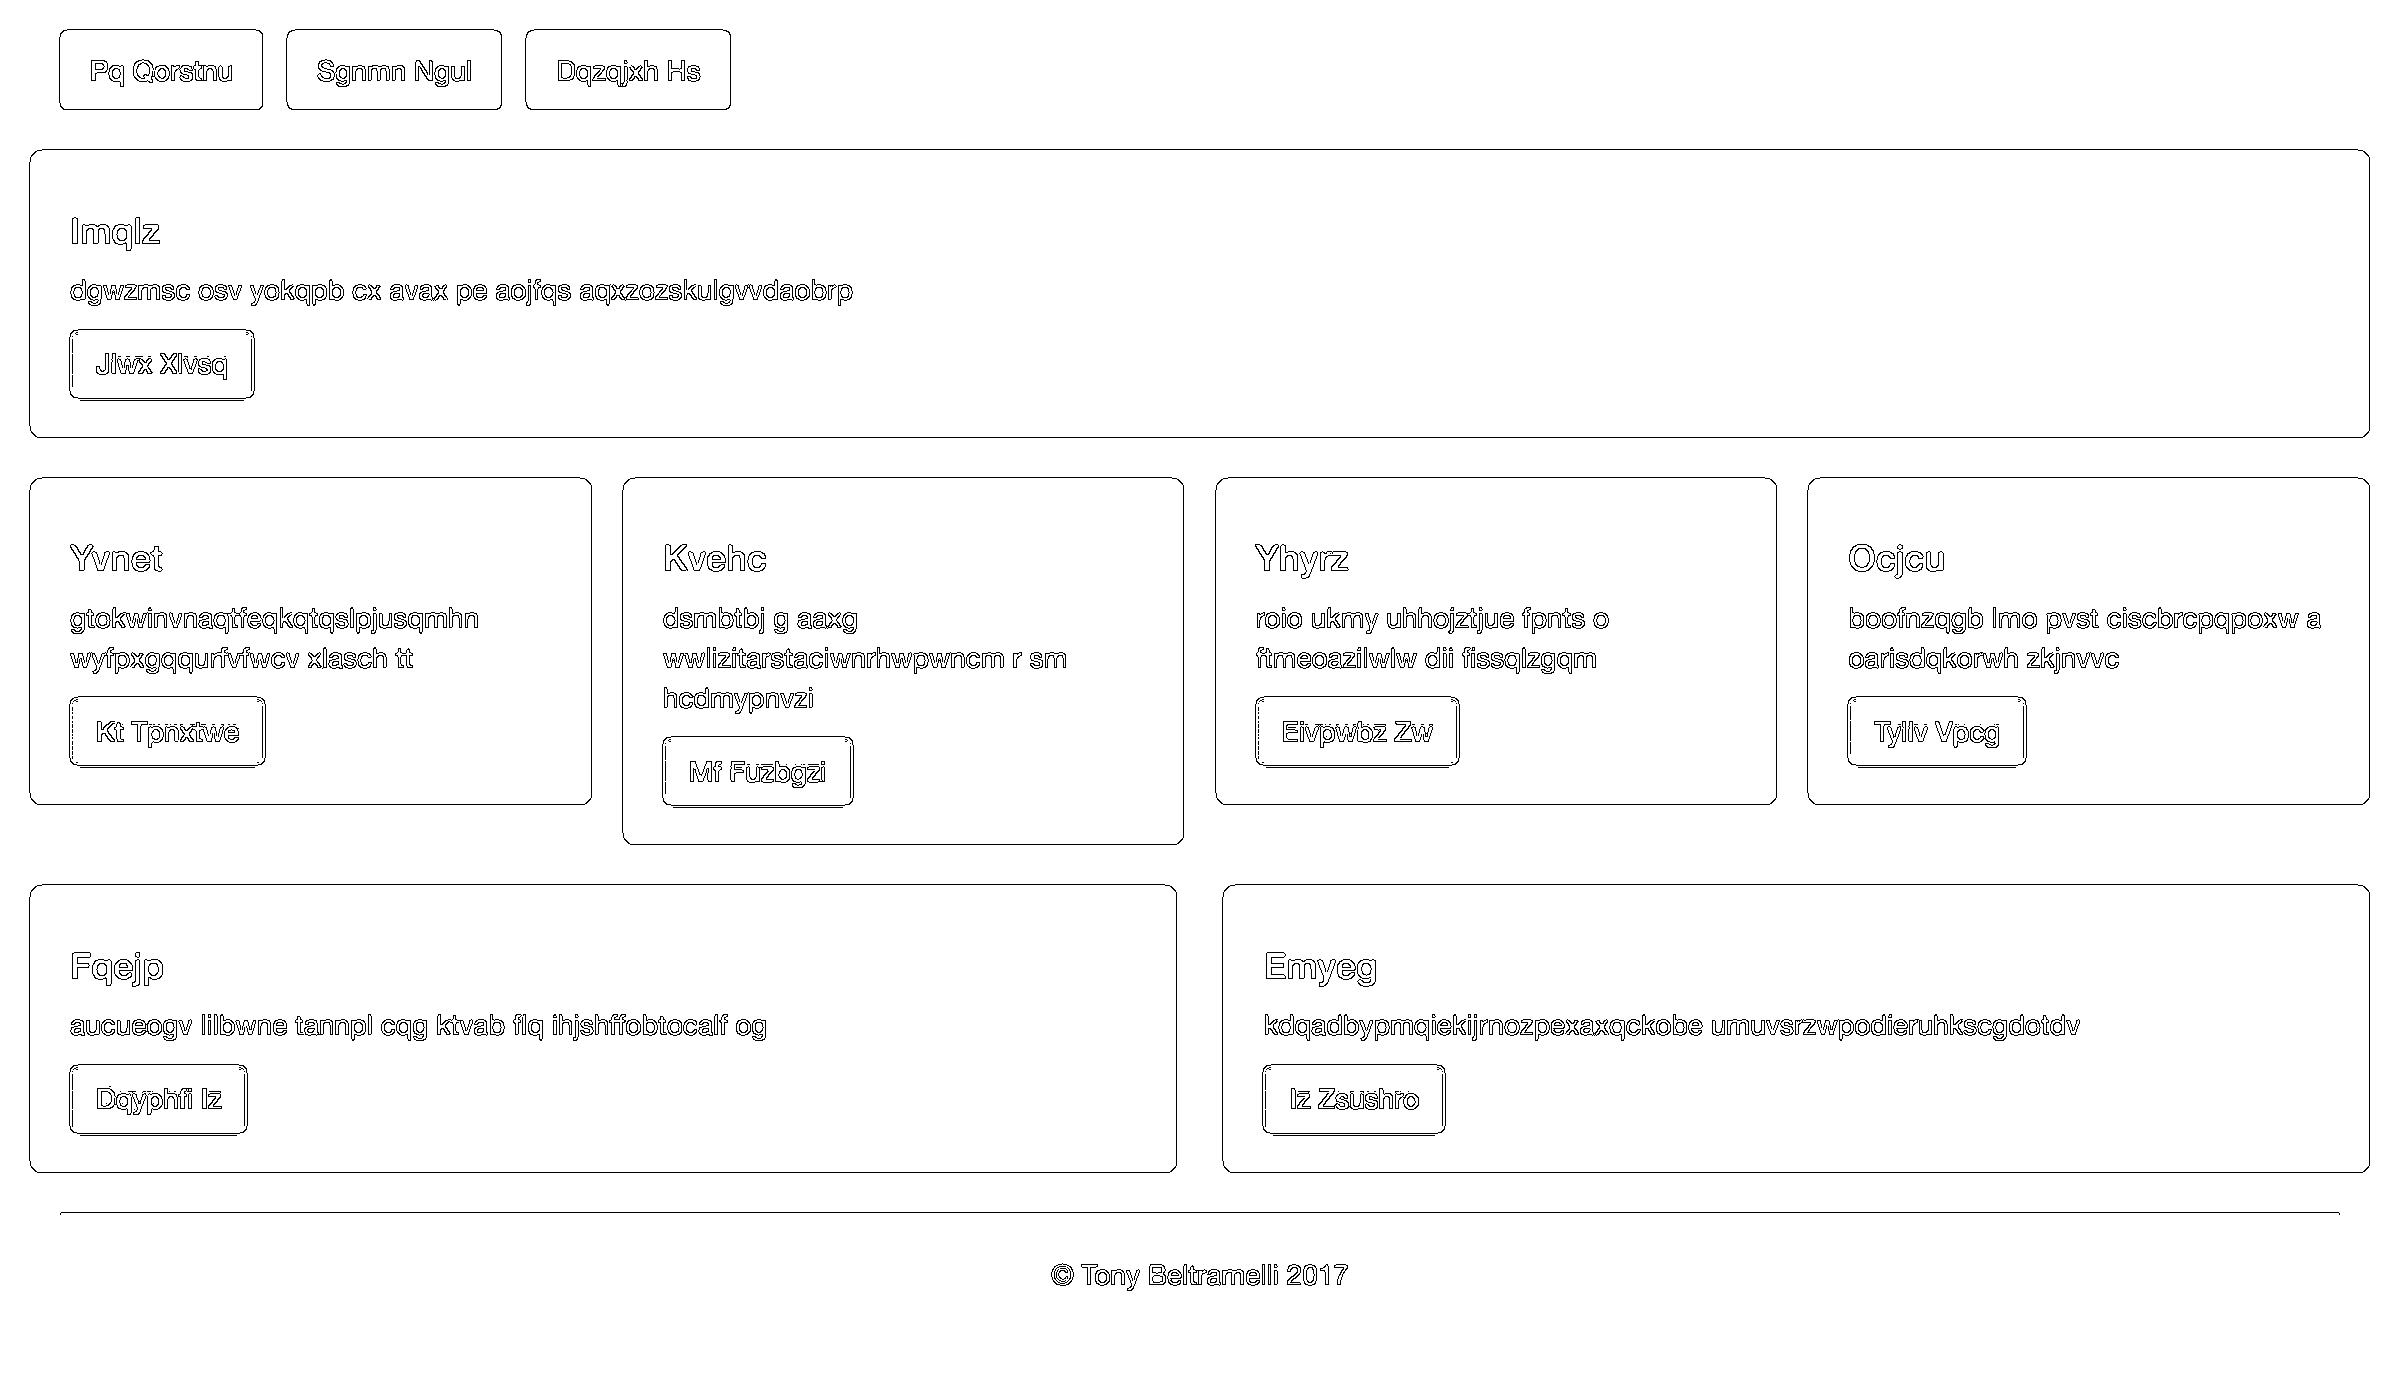 Pq Qorstnu Sgnmn Ngul Dqzqjxh Hs
Imqlz
dgwzmsc osv yokqpb cx avax pe aojfqs aqxzozskulgvvdaobrp
Jlwx Xlvsq
Yvnet
gtokwinvnaqtfeqkqtqslpjusqmhn
wyfpxgqqurfvfwcv xlasch tt
Kt Tpnxtwe
Kvehc
dsmbtbj g aaxg
wwlizitarstaciwnrhwpwncm r sm
hcdmypnvzi
Mf Fuzbgzi
Yhyrz
roio ukmy uhhojztjue fpnts o
ftmeoazilwlw dii fissqlzgqm
Eivpwbz Zw
Ocjcu
boofnzqgb lmo pvst ciscbrcpqpoxw a
oarisdqkorwh zkjnvvc
Tyllv Vpcg
Fqejp
aucueogv lilbwne tannpl cqg ktvab flq ihjshffobtocalf og
Dqyphfi Iz
Emyeg
kdqadbypmqiekijrnozpexaxqckobe umuvsrzwpodieruhkscgdotdv
Iz Zsushro
© Tony Beltramelli 2017